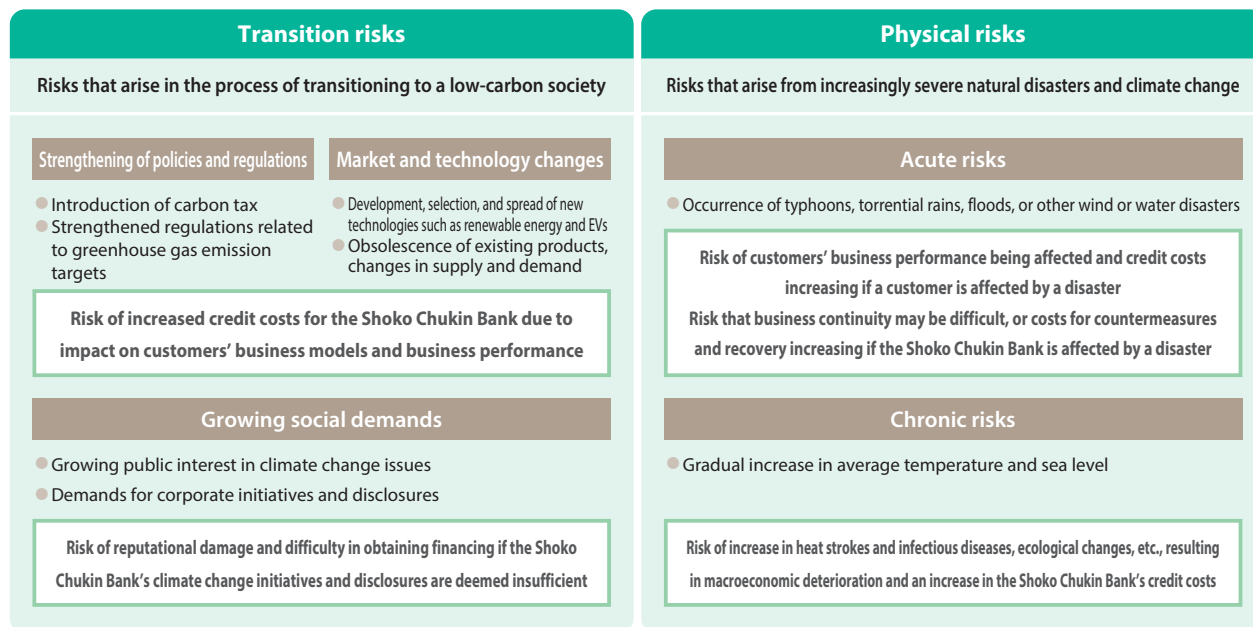 Transition risks
Risks that arise in the process of transitioning to a low-carbon society
Strengthening of policies and regulations
● Introduction of carbon tax
● Strengthened regulations related
to greenhouse gas emission
targets
Market and technology changes
● Development, selection, and spread of new
technologies such as renewable energy and EVs
● Obsolescence of existing products,
changes in supply and demand
Risk of increased credit costs for the Shoko Chukin Bank due to
impact on customers’ business models and business performance
Growing social demands
● Growing public interest in climate change issues
● Demands for corporate initiatives and disclosures
Risk of reputational damage and difficulty in obtaining financing if the Shoko
Chukin Bank’s climate change initiatives and disclosures are deemed insufficient
Physical risks
Risks that arise from increasingly severe natural disasters and climate change
Acute risks
● Occurrence of typhoons, torrential rains, floods, or other wind or water disasters
Risk of customers’ business performance being affected and credit costs
increasing if a customer is affected by a disaster
Risk that business continuity may be difficult, or costs for countermeasures
and recovery increasing if the Shoko Chukin Bank is affected by a disaster
Chronic risks
● Gradual increase in average temperature and sea level
Risk of increase in heat strokes and infectious diseases, ecological changes, etc., resulting
in macroeconomic deterioration and an increase in the Shoko Chukin Bank’s credit costs